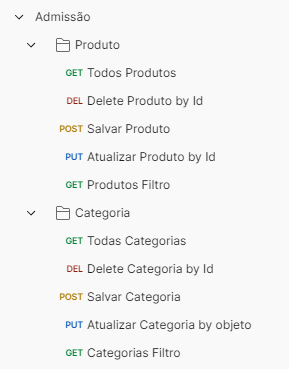 Admissão
Produto
GET Todos Produtos
DEL Delete Produto by Id
POST Salvar Produto
PUT Atualizar Produto by Id
GET Produtos Filtro
Categoria
GET Todas Categorias
DEL Delete Categoria by Id
POST Salvar Categoria
PUT Atualizar Categoria by objeto
GET Categorias Filtro